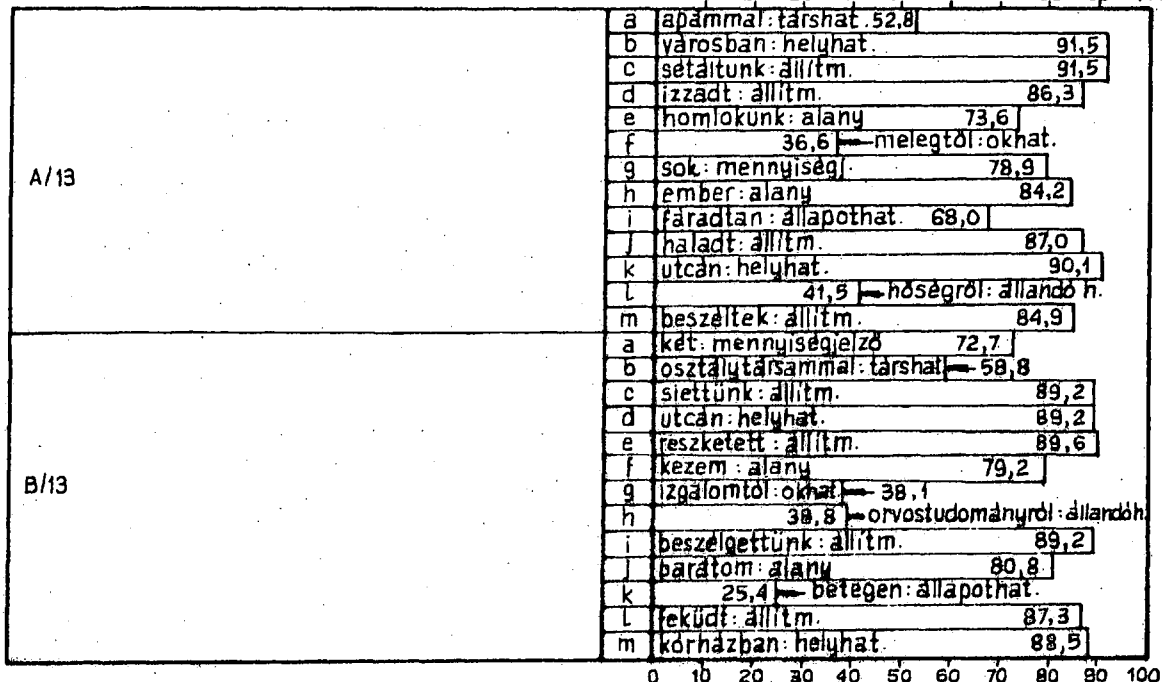 a apámmal: társhat. 52,8
b városban: helyhat. 91,5
c sétáltunk: állítm. 91,5
d izzadt: állítm. 86,3
e homlokunk: alany 73,6
f 36,6 melegtől: okhat.
A/13
g sok: mennyiségj. 78,9
h ember: alany 84,2
i fáradtan: állapothat. 68,0
j haladt: állítm. 87,0
k utcán: helyhat. 90,1
l 41,5 hőségről: állandó h.
m beszéltek: állítm. 84,9
a két: mennyiségjelző 72,7
b osztálytársammal: társhat. 58,8
c siettünk: állítm. 89,2
d utcán: helyhat. 89,2
e reszketett: állítm. 89,6
f kezem: alany 79,2
B/13
g izgalomtól: okhat. 38,1
h 38,8 orvostudományról: állandóh.
i beszélgettünk: állítm. 89,2
j barátom: alany 80,8
k 25,4 betegen: állapothat.
l feküdt: állítm. 87,3
m kórházban: helyhat. 88,5
0 10 20 30 40 50 60 70 80 90 100